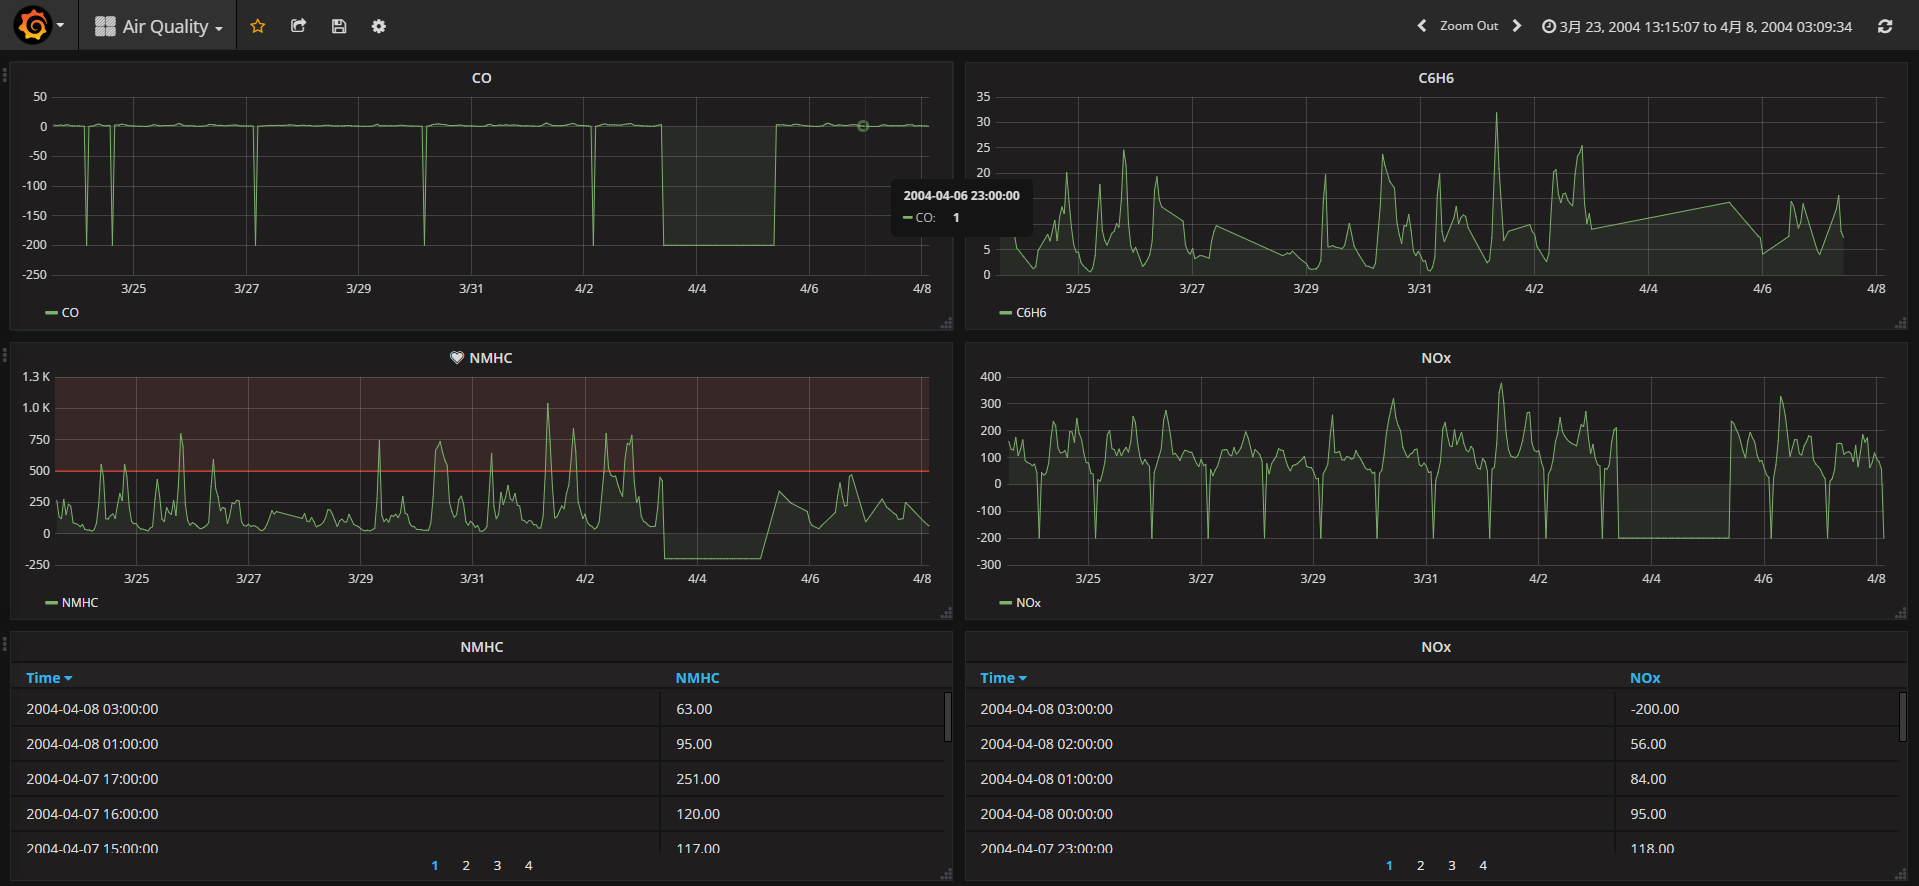 Air Quality
Zoom Out
3月 23, 2004 13:15:07 to 4月 8, 2004 03:09:34
CO
50
0
-50
-100
-150
-200
-250
3/25 3/27 3/29 3/31 4/2 4/4 4/6 4/8
CO
2004-04-06 23:00:00
CO: 1
C6H6
35
30
25
20
5
0
3/25 3/27 3/29 3/31 4/2 4/4 4/6 4/8
C6H6
NMHC
1.3 K
1.0 K
750
500
250
0
-250
3/25 3/27 3/29 3/31 4/2 4/4 4/6 4/8
NMHC
NOx
400
300
200
100
0
-100
-200
-300
3/25 3/27 3/29 3/31 4/2 4/4 4/6 4/8
NOx
NMHC
Time NMHC
2004-04-08 03:00:00 63.00
2004-04-08 01:00:00 95.00
2004-04-07 17:00:00 251.00
2004-04-07 16:00:00 120.00
2004-04-07 15:00:00 117.00
1 2 3 4
NOx
Time NOx
2004-04-08 03:00:00 -200.00
2004-04-08 02:00:00 56.00
2004-04-08 01:00:00 84.00
2004-04-08 00:00:00 95.00
2004-04-07 23:00:00 118.00
1 2 3 4